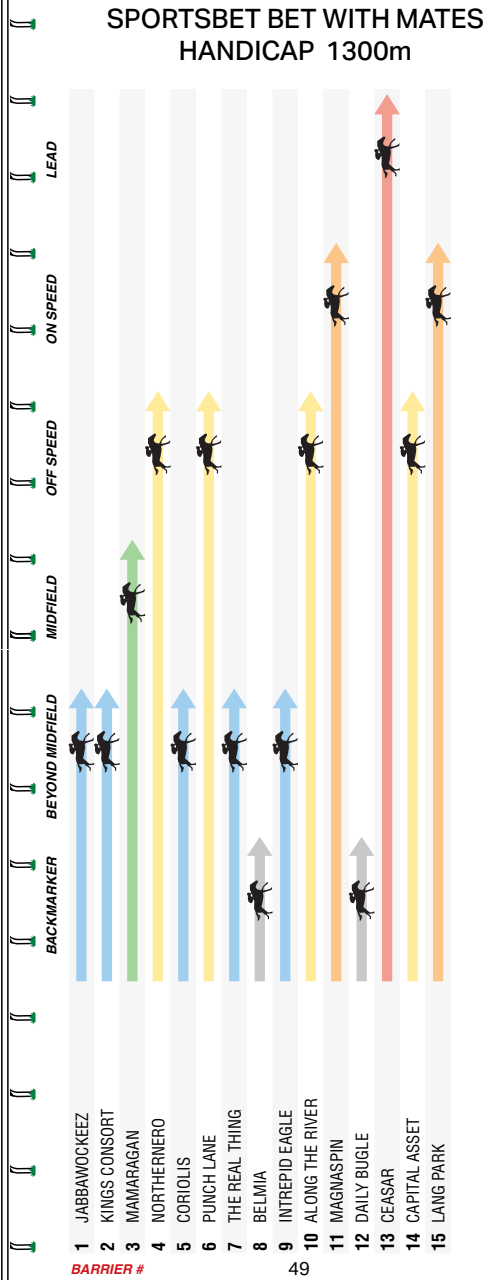 SPORTSBET BET WITH MATES
HANDICAP 1300m
LEAD
ON SPEED
OFF SPEED
MIDFIELD
BEYOND MIDFIELD
BACKMARKER
1 JABBAWOCKEEZ
2 KINGS CONSORT
3 MAMARAGAN
4 NORTHERNERO
5 CORIOLIS
6 PUNCH LANE
7 THE REAL THING
8 BELMIA
9 INTREPID EAGLE
10 ALONG THE RIVER
11 MAGNASPIN
12 DAILY BUGLE
13 CEASAR
14 CAPITAL ASSET
15 LANG PARK
BARRIER #
49